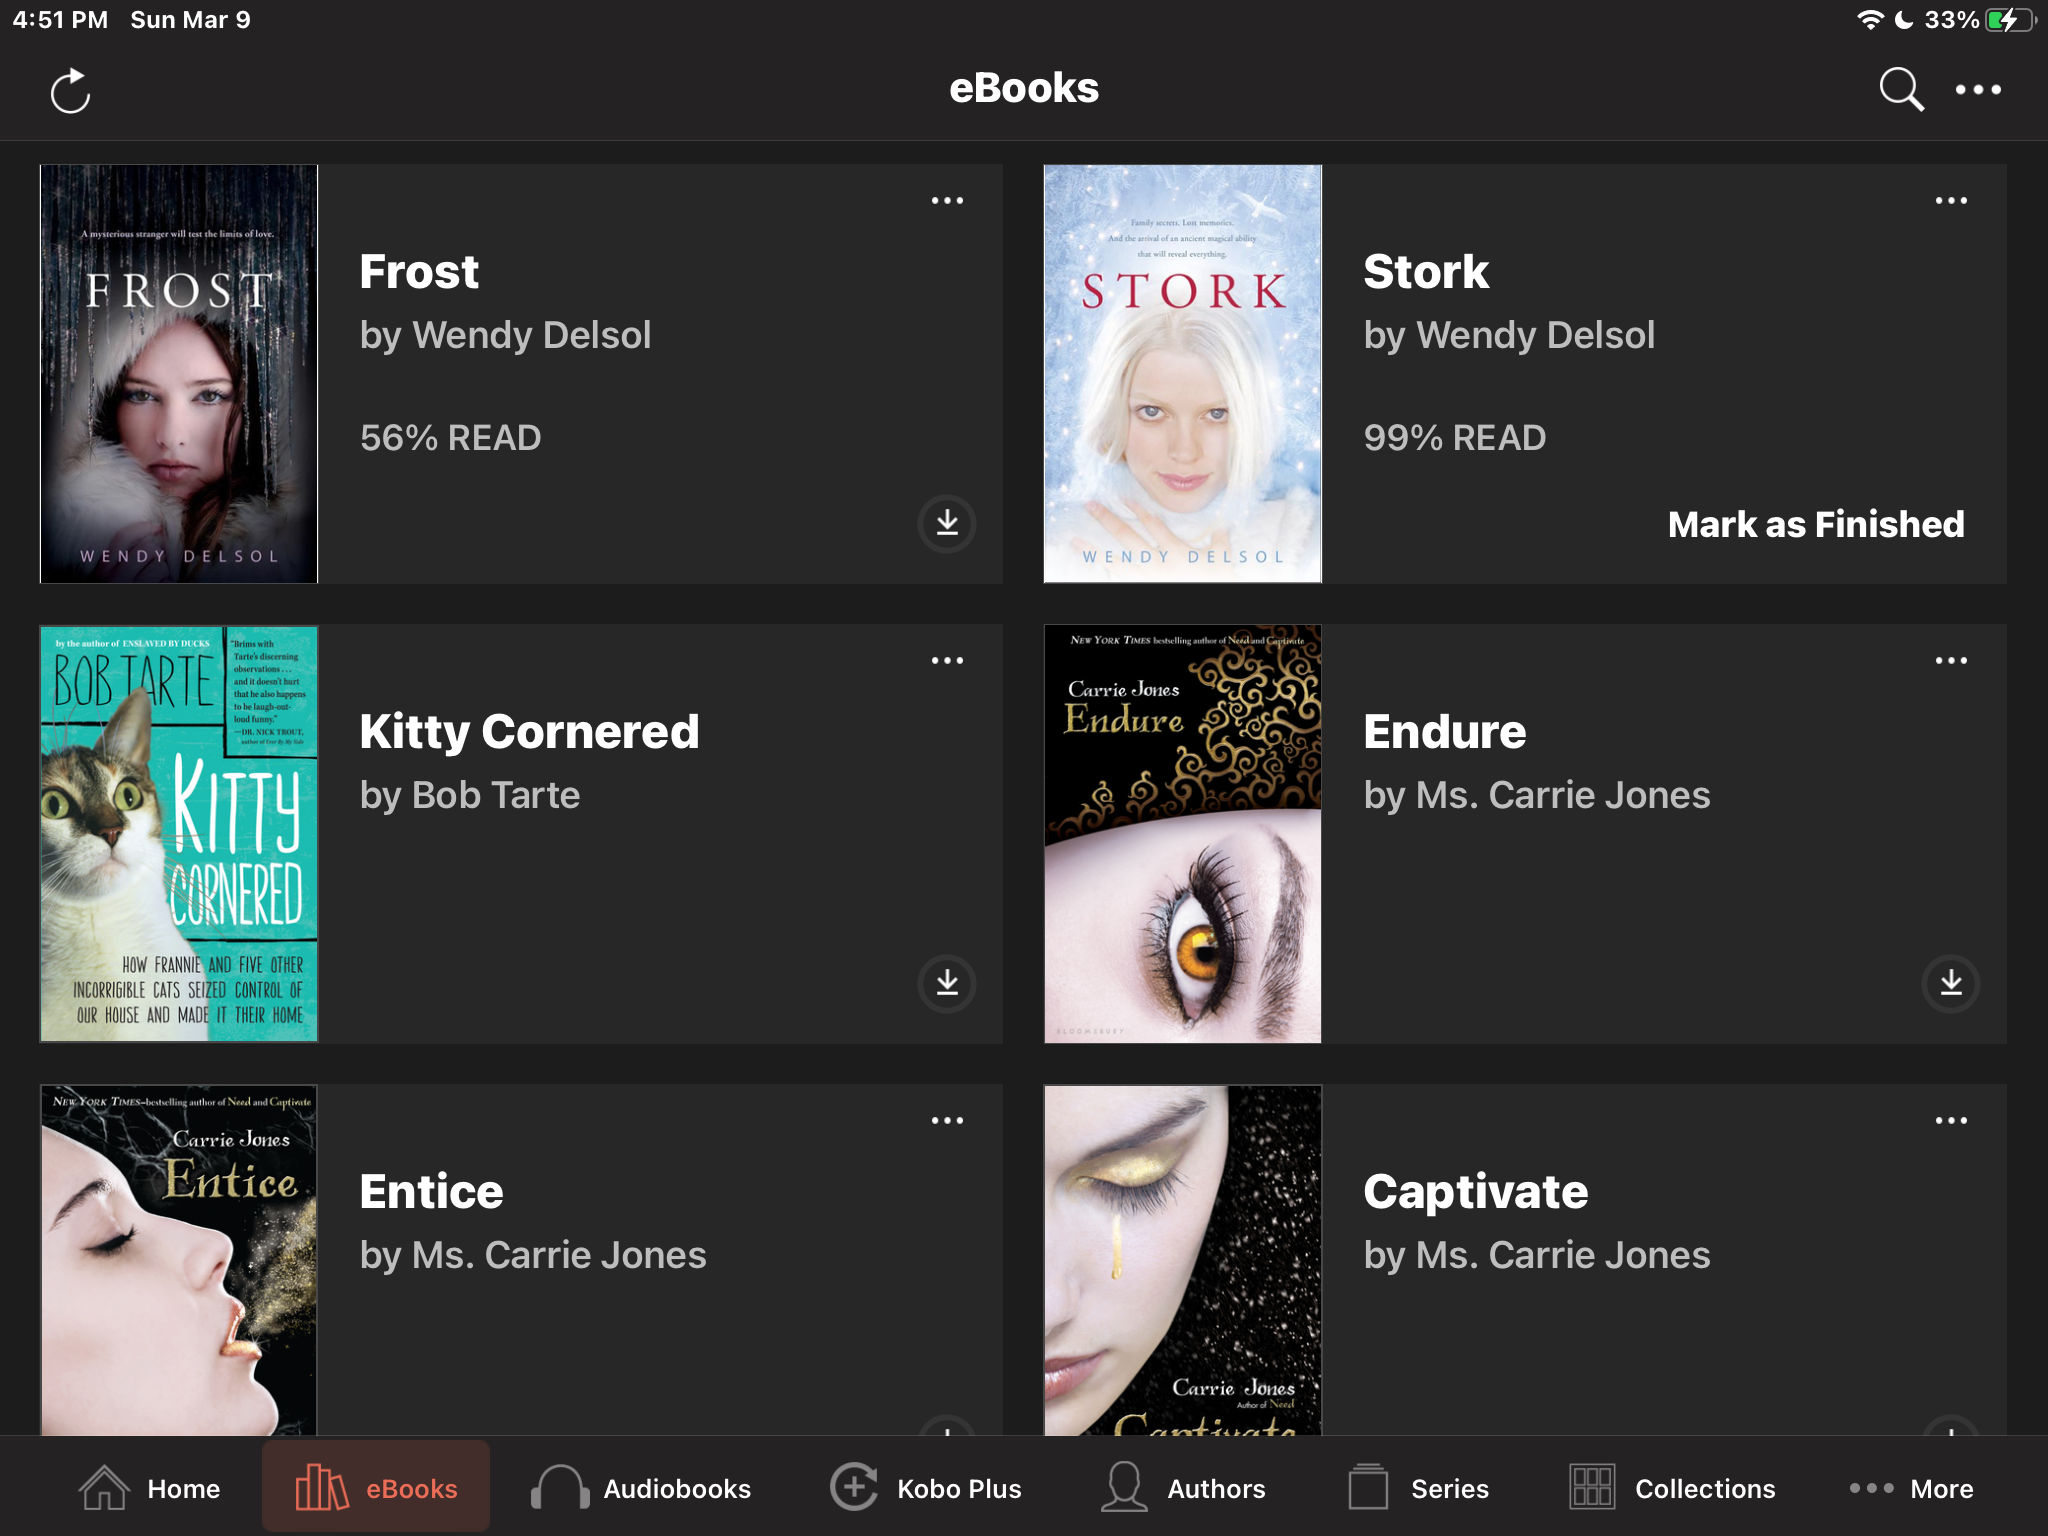 4:51 PM Sun Mar 9
33%
eBooks
A mysterious stranger will test the limits of love.
FROST
WENDY DELSOL
Frost
by Wendy Delsol
56% READ
Family secrets. Lost memories.
And the arrival of an ancient magical ability
that will reveal everything.
STORK
WENDY DELSOL
Stork
by Wendy Delsol
99% READ
Mark as Finished
by the author of ENSLAVED BY DUCKS
BOB TARTE
"Brims with
Tarte's discerning
observations . . .
and it doesn't hurt
that he also happens
to be laugh-out-
loud funny."
—DR. NICK TROUT,
author of Ever By My Side
KITTY
CORNERED
HOW FRANNIE AND FIVE OTHER
INCORRIGIBLE CATS SEIZED CONTROL OF
OUR HOUSE AND MADE IT THEIR HOME
Kitty Cornered
by Bob Tarte
NEW YORK TIMES bestselling author of Need and Captivate
Carrie Jones
Endure
BLOOMSBURY
Endure
by Ms. Carrie Jones
NEW YORK TIMES–bestselling author of Need and Captivate
Carrie Jones
Entice
Entice
by Ms. Carrie Jones
Carrie Jones
Author of Need
Captivate
Captivate
by Ms. Carrie Jones
Home
eBooks
Audiobooks
Kobo Plus
Authors
Series
Collections
More